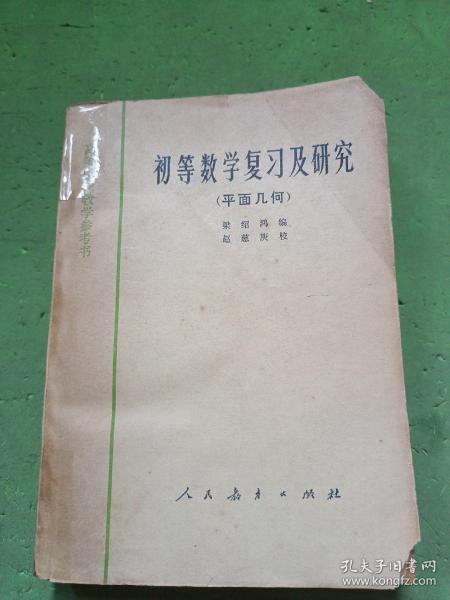 初等数学复习及研究
(平面几何)
梁绍鸿编
赵慈庚校
教学参考书
人民教育出版社
孔夫子旧书网
www.kongfz.com